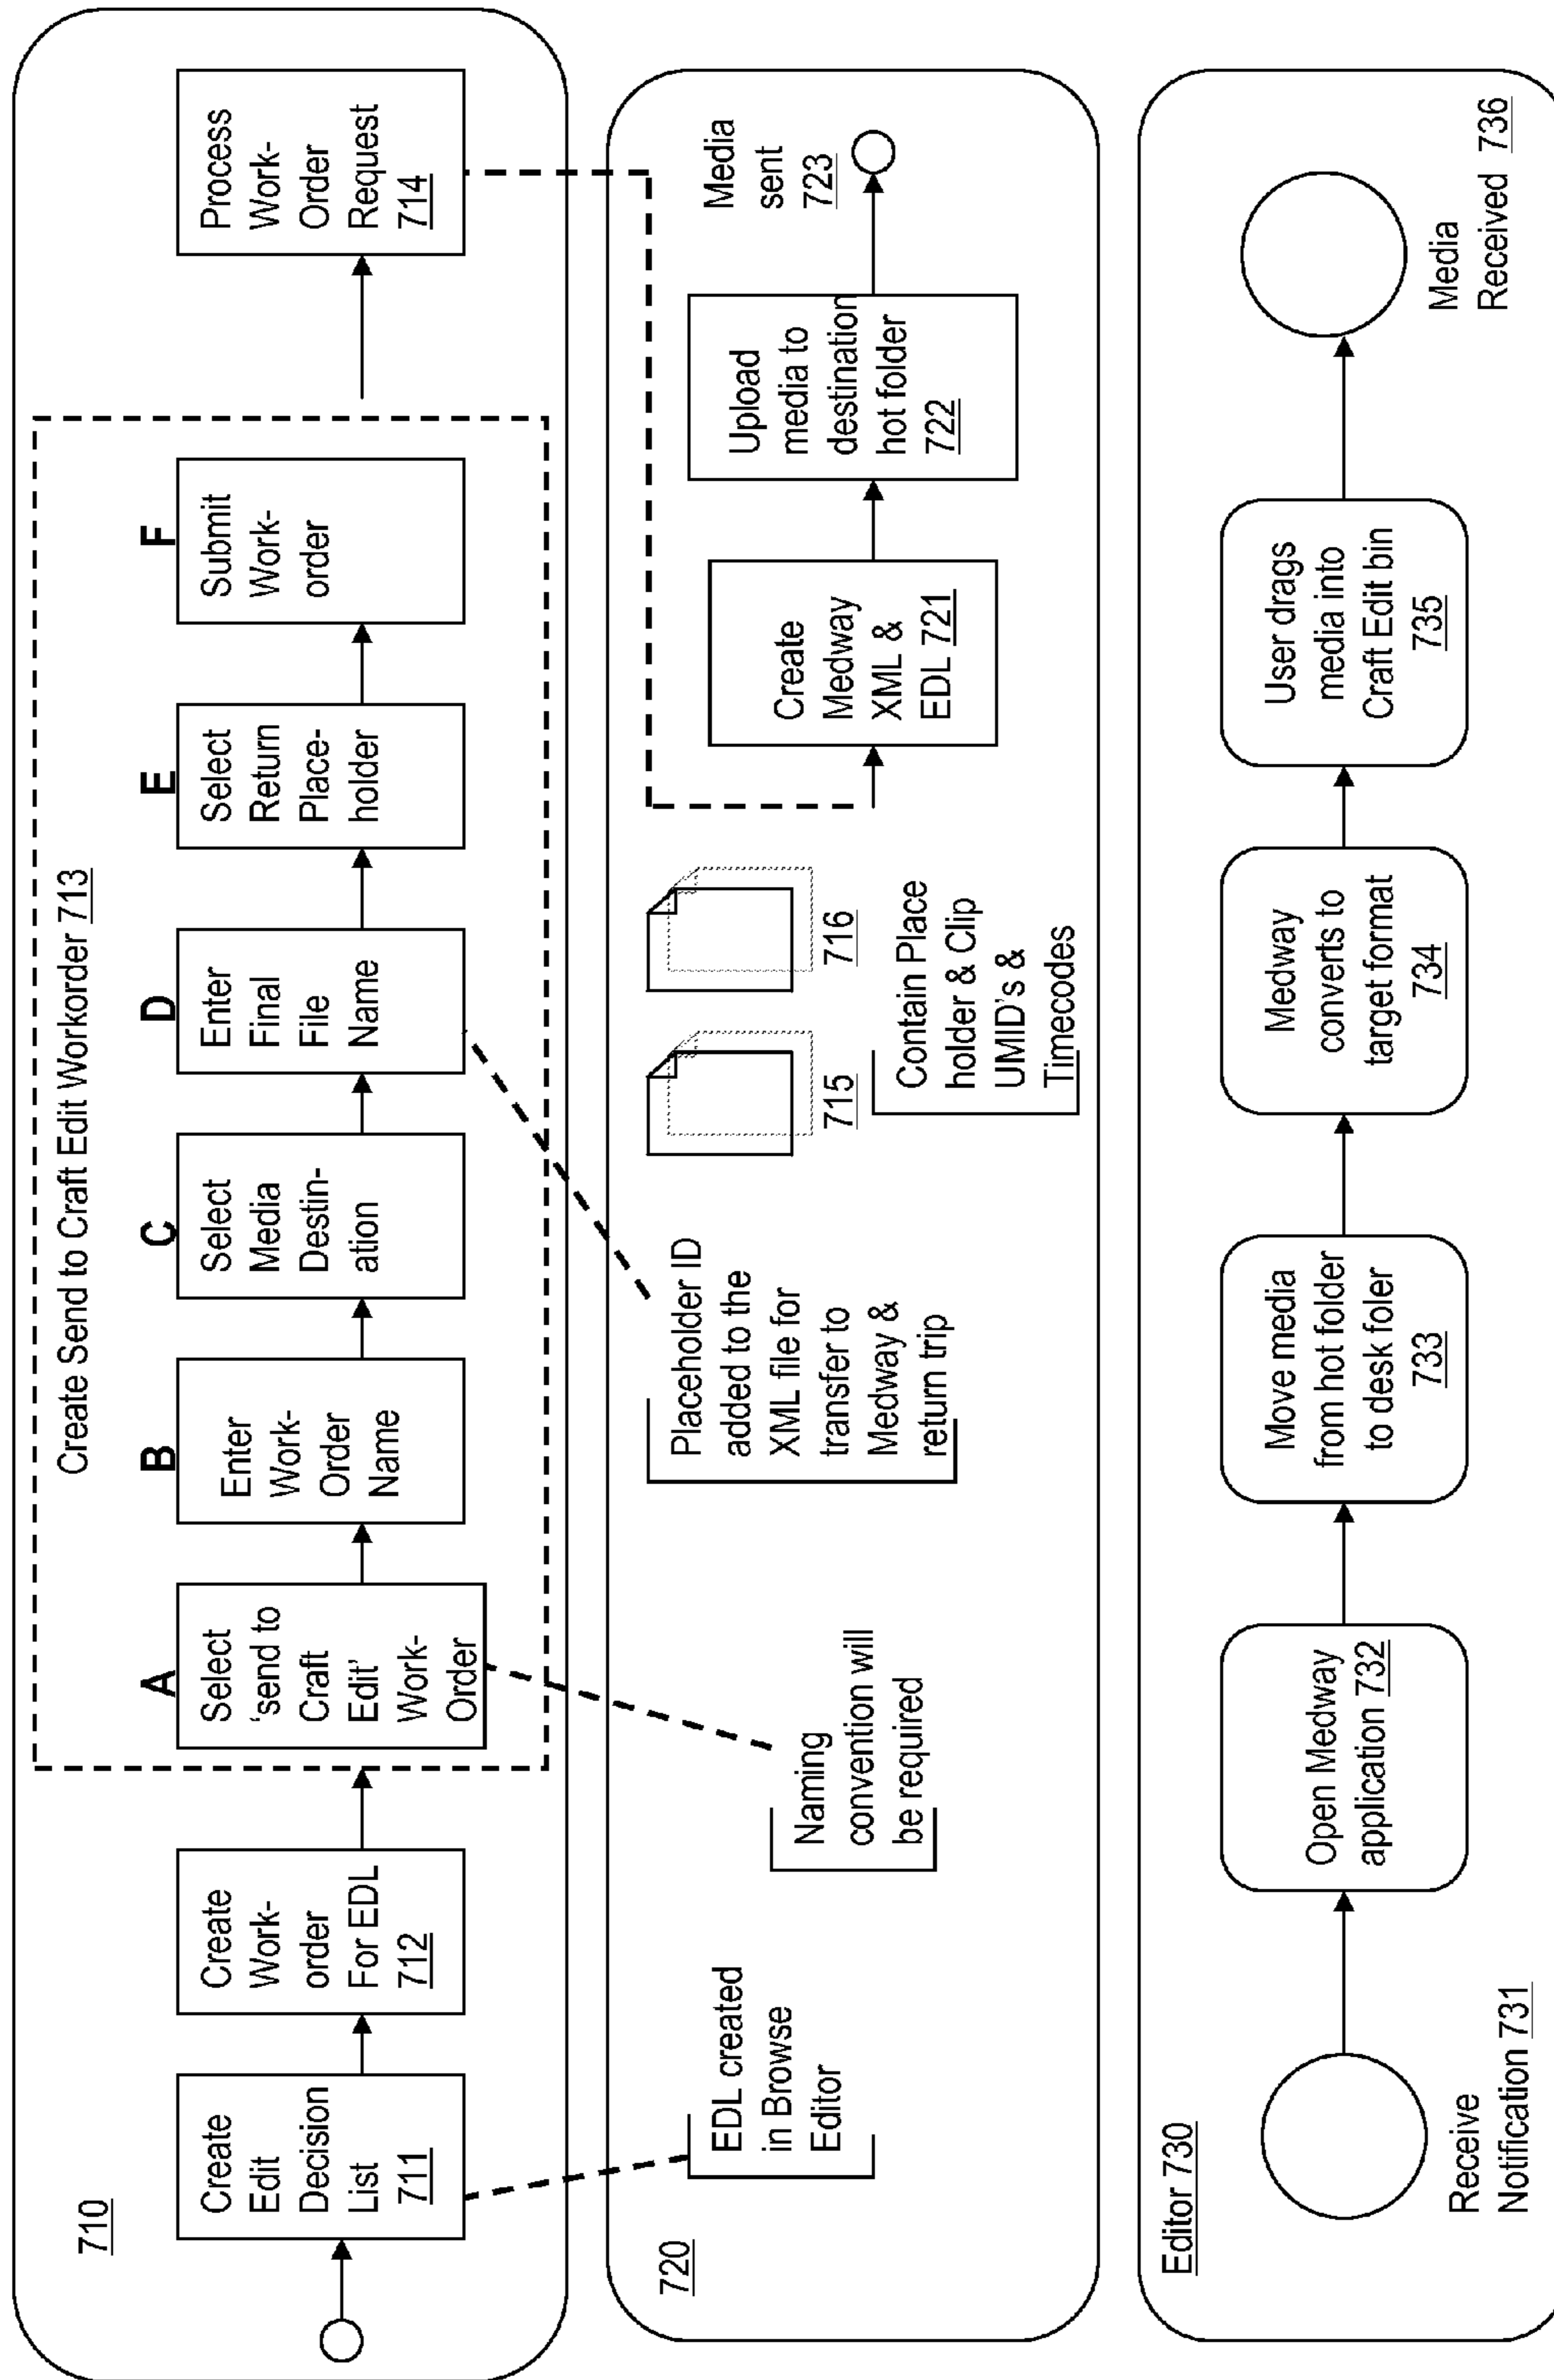 710
Create
Edit
Decision
List
711
Create
Work-
order
For EDL
712
Create Send to Craft Edit Workorder 713
A
Select
‘send to
Craft
Edit’
Work-
Order
B
Enter
Work-
Order
Name
C
Select
Media
Destin-
ation
D
Enter
Final
File
Name
E
Select
Return
Place-
holder
F
Submit
Work-
order
Process
Work-
Order
Request
714
720
EDL created
in Browse
Editor
Naming
convention will
be required
Placeholder ID
added to the
XML file for
transfer to
Medway &
return trip
715
716
Contain Place
holder & Clip
UMID's &
Timecodes
Create
Medway
XML &
EDL 721
Upload
media to
destination
hot folder
722
Media
sent
723
Editor 730
Receive
Notification 731
Open Medway
application 732
Move media
from hot folder
to desk foler
733
Medway
converts to
target format
734
User drags
media into
Craft Edit bin
735
Media
Received 736